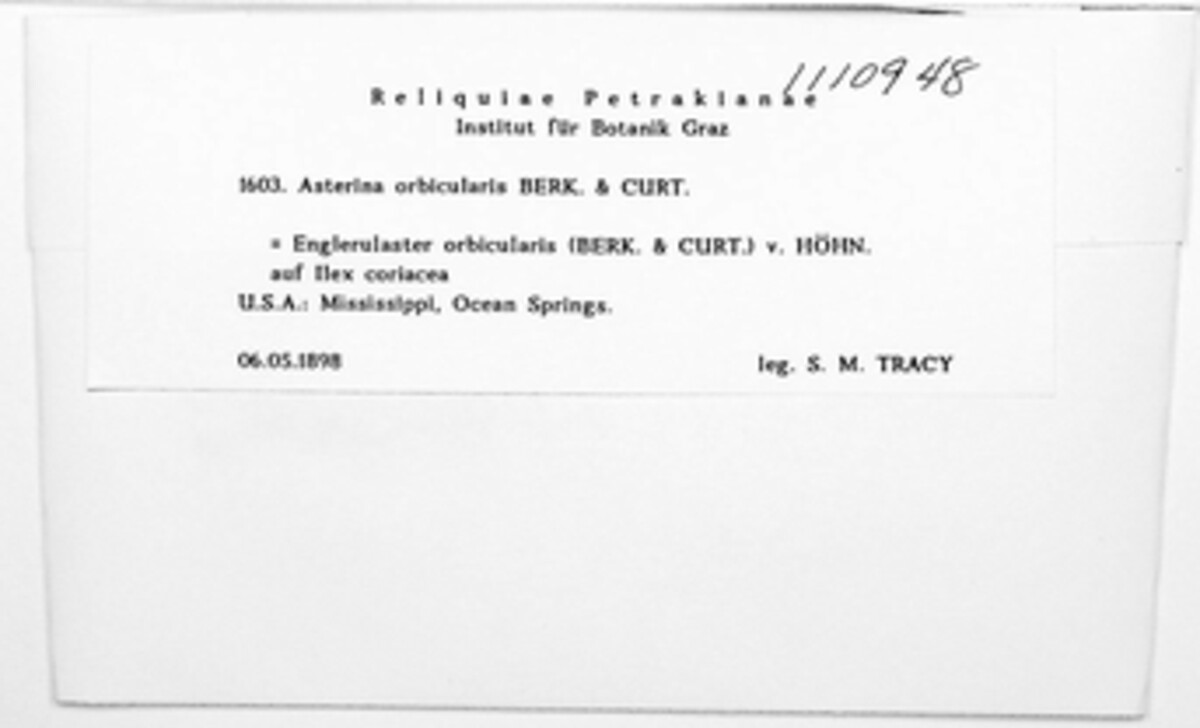 1110948
Reliquiae Petrakianae
Institut für Botanik Graz
1603. Asterina orbicularis BERK. & CURT.
= Englerulaster orbicularis (BERK. & CURT.) v. HÖHN.
auf Ilex coriacea
U.S.A.: Mississippi, Ocean Springs.
06.05.1898 leg. S. M. TRACY